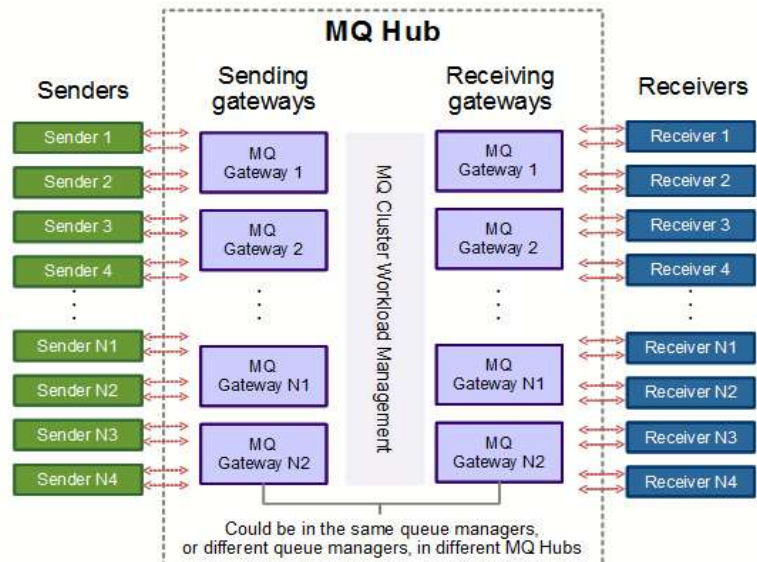 MQ Hub
Senders
Sending
gateways
Receiving
gateways
Receivers
Sender 1
Sender 2
Sender 3
Sender 4
Sender N1
Sender N2
Sender N3
Sender N4
MQ
Gateway 1
MQ
Gateway 2
MQ
Gateway N1
MQ
Gateway N2
MQ Cluster Workload Management
MQ
Gateway 1
MQ
Gateway 2
MQ
Gateway N1
MQ
Gateway N2
Receiver 1
Receiver 2
Receiver 3
Receiver 4
Receiver N1
Receiver N2
Receiver N3
Receiver N4
Could be in the same queue managers,
or different queue managers, in different MQ Hubs